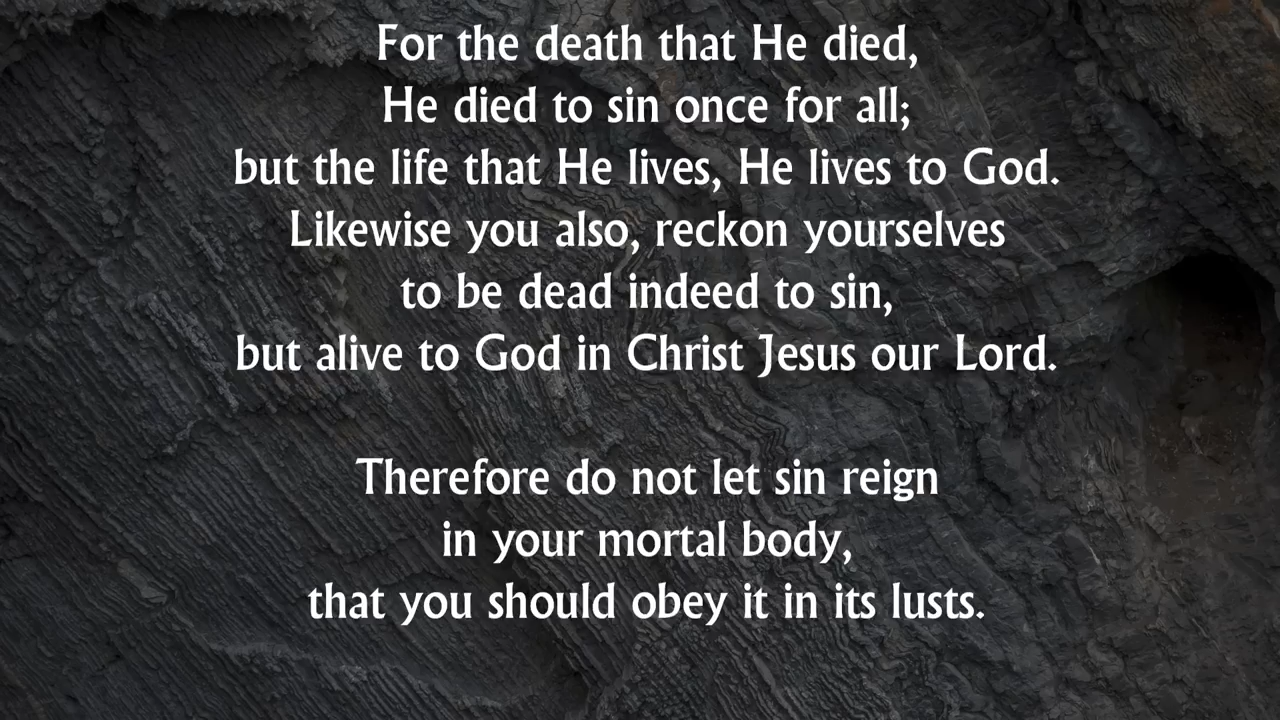 For the death that He died,
He died to sin once for all;
but the life that He lives, He lives to God.
Likewise you also, reckon yourselves
to be dead indeed to sin,
but alive to God in Christ Jesus our Lord.
Therefore do not let sin reign
in your mortal body,
that you should obey it in its lusts.